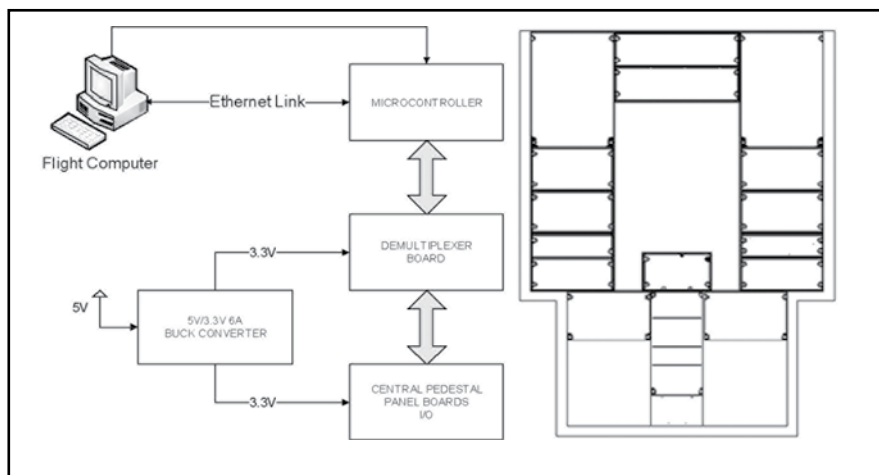 Ethernet Link
MICROCONTROLLER
Flight Computer
3.3V
DEMULTIPLEXER
BOARD
5V
5V/3.3V 6A
BUCK CONVERTER
3.3V
CENTRAL PEDESTAL
PANEL BOARDS
I/O